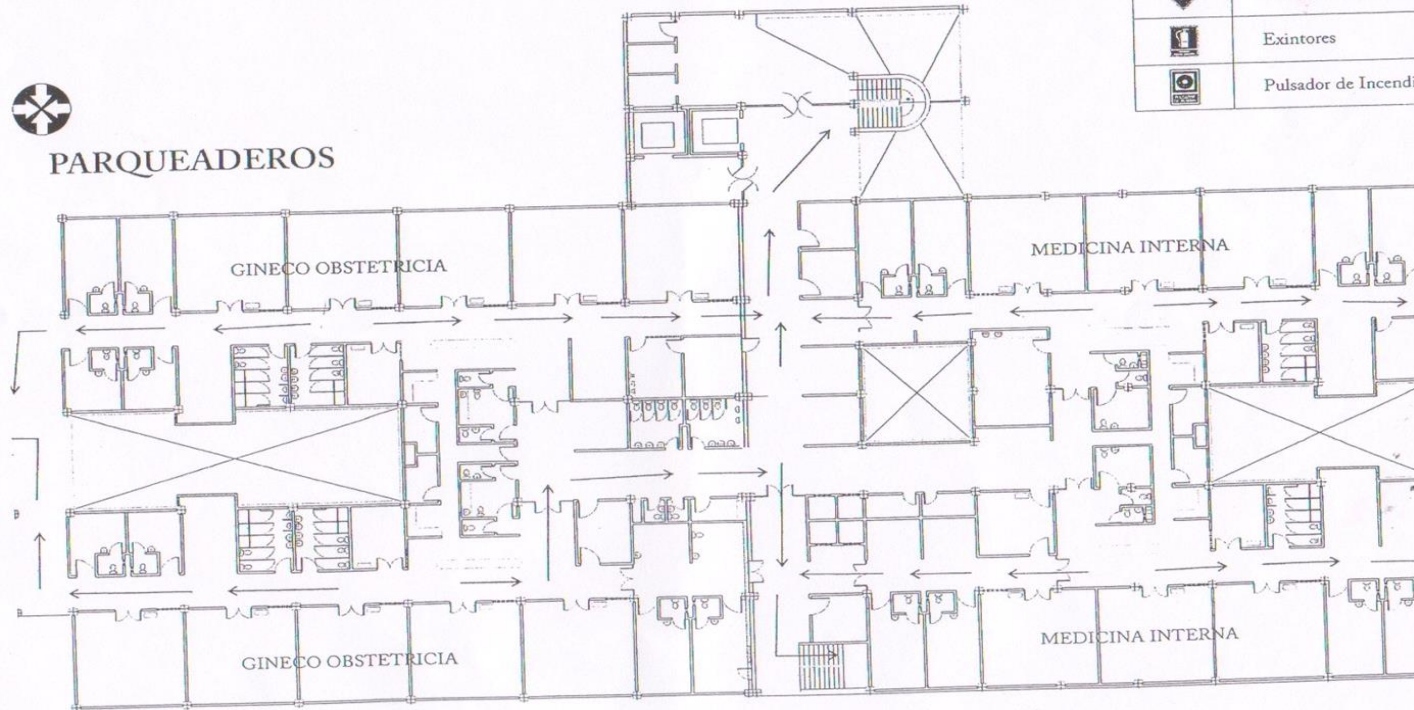 Exintores
Pulsador de Incendi
PARQUEADEROS
GINECO OBSTETRICIA
MEDICINA INTERNA
GINECO OBSTETRICIA
MEDICINA INTERNA